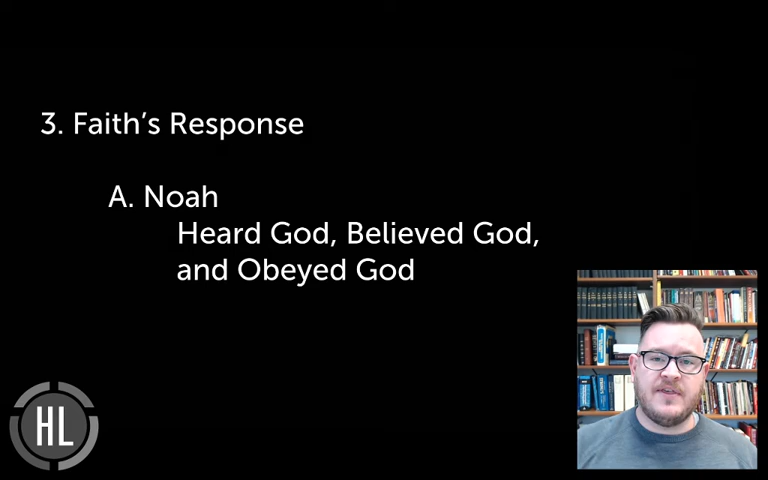 3. Faith's Response
A. Noah
Heard God, Believed God,
and Obeyed God
HL